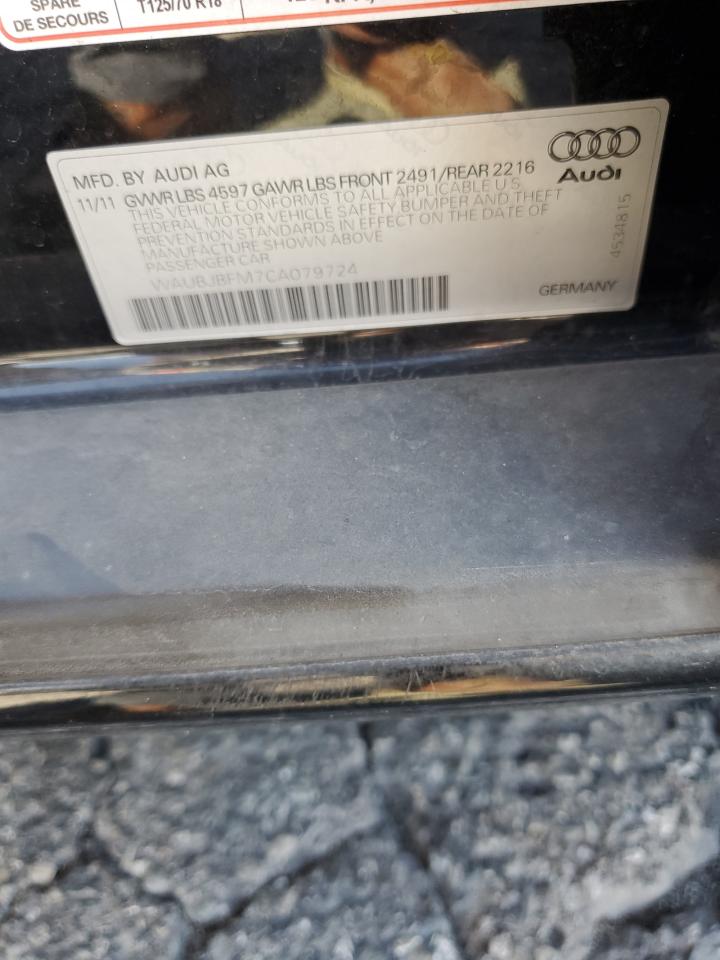 SPARE
DE SECOURS
T125/70 R18
MFD. BY AUDI AG
11/11 GVWR LBS 4597 GAWR LBS FRONT 2491/REAR 2216
THIS VEHICLE CONFORMS TO ALL APPLICABLE U.S.
FEDERAL MOTOR VEHICLE SAFETY BUMPER AND THEFT
PREVENTION STANDARDS IN EFFECT ON THE DATE OF
MANUFACTURE SHOWN ABOVE
PASSENGER CAR
WAUBJBFM7CA079724
Audi
4534815
GERMANY